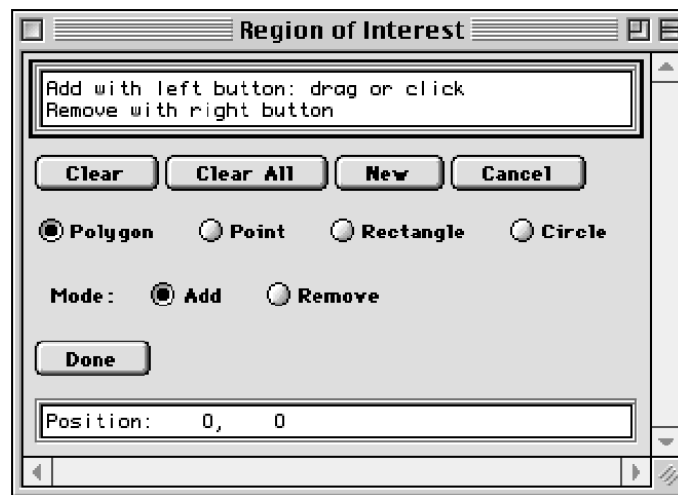 Region of Interest
Add with left button: drag or click
Remove with right button
Clear Clear All New Cancel
Polygon Point Rectangle Circle
Mode: Add Remove
Done
Position: 0, 0